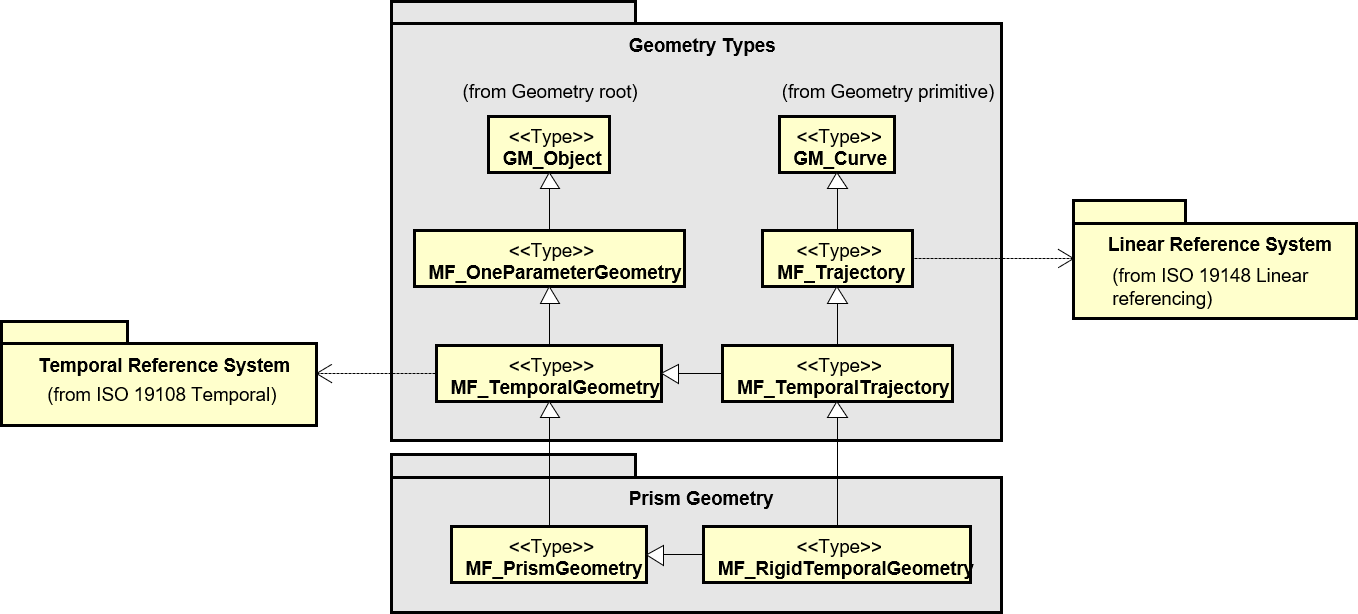 Geometry Types
(from Geometry root)
(from Geometry primitive)
<<Type>>
GM_Object
<<Type>>
GM_Curve
<<Type>>
MF_OneParameterGeometry
<<Type>>
MF_Trajectory
Linear Reference System
(from ISO 19148 Linear
referencing)
Temporal Reference System
(from ISO 19108 Temporal)
<<Type>>
MF_TemporalGeometry
<<Type>>
MF_TemporalTrajectory
Prism Geometry
<<Type>>
MF_PrismGeometry
<<Type>>
MF_RigidTemporalGeometry